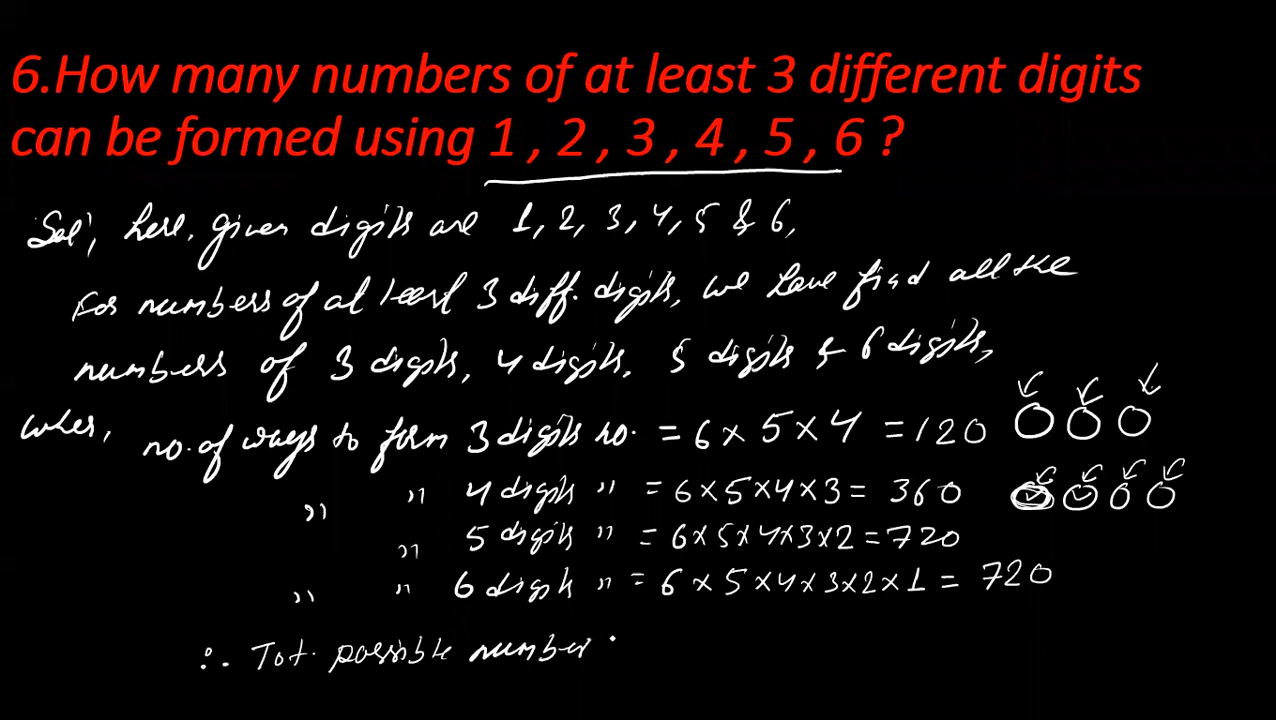 6.How many numbers of at least 3 different digits
can be formed using 1 , 2 , 3 , 4 , 5 , 6 ?
Sol', here, given digits are 1, 2, 3, 4, 5 & 6,
For numbers of at least 3 diff. digits, we have find all the
numbers of 3 digits, 4 digits, 5 digits & 6 digits,
when, no. of ways to form 3 digits no. = 6 × 5 × 4 = 120
" " 4 digits " = 6 × 5 × 4 × 3 = 360
" 5 digits " = 6 × 5 × 4 × 3 × 2 = 720
" " 6 digits " = 6 × 5 × 4 × 3 × 2 × 1 = 720
∴ Tot. possible number